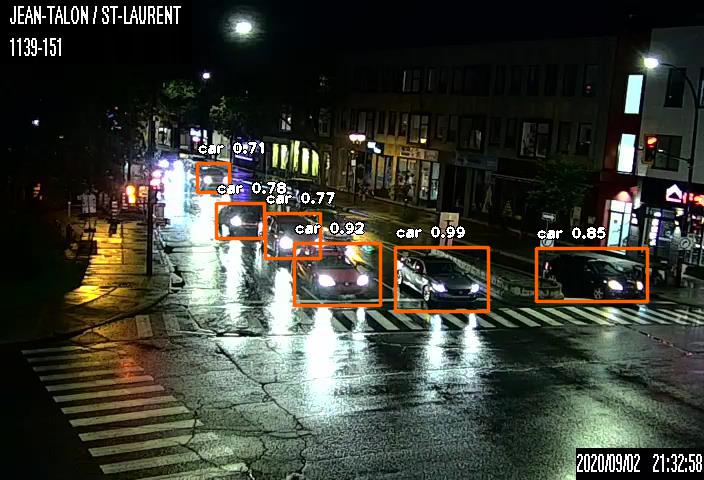 JEAN-TALON / ST-LAURENT
1139-151
car 0.71
car 0.78
car 0.77
car 0.92
car 0.99
car 0.85
2020/09/02 21:32:58